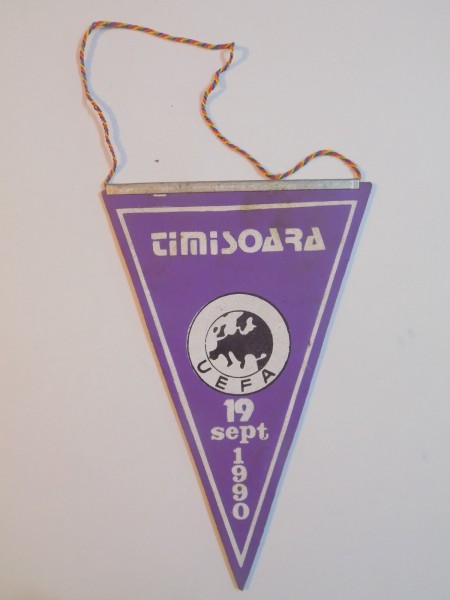 TIMISOARA
UEFA
19
sept
1990